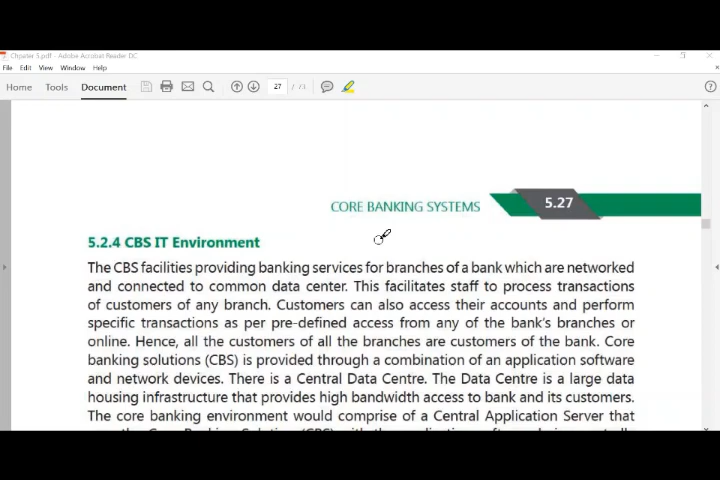 Chpater 5.pdf - Adobe Acrobat Reader DC
File Edit View Window Help
Home Tools Document 27 / 73
CORE BANKING SYSTEMS 5.27
5.2.4 CBS IT Environment
The CBS facilities providing banking services for branches of a bank which are networked
and connected to common data center. This facilitates staff to process transactions
of customers of any branch. Customers can also access their accounts and perform
specific transactions as per pre-defined access from any of the bank's branches or
online. Hence, all the customers of all the branches are customers of the bank. Core
banking solutions (CBS) is provided through a combination of an application software
and network devices. There is a Central Data Centre. The Data Centre is a large data
housing infrastructure that provides high bandwidth access to bank and its customers.
The core banking environment would comprise of a Central Application Server that